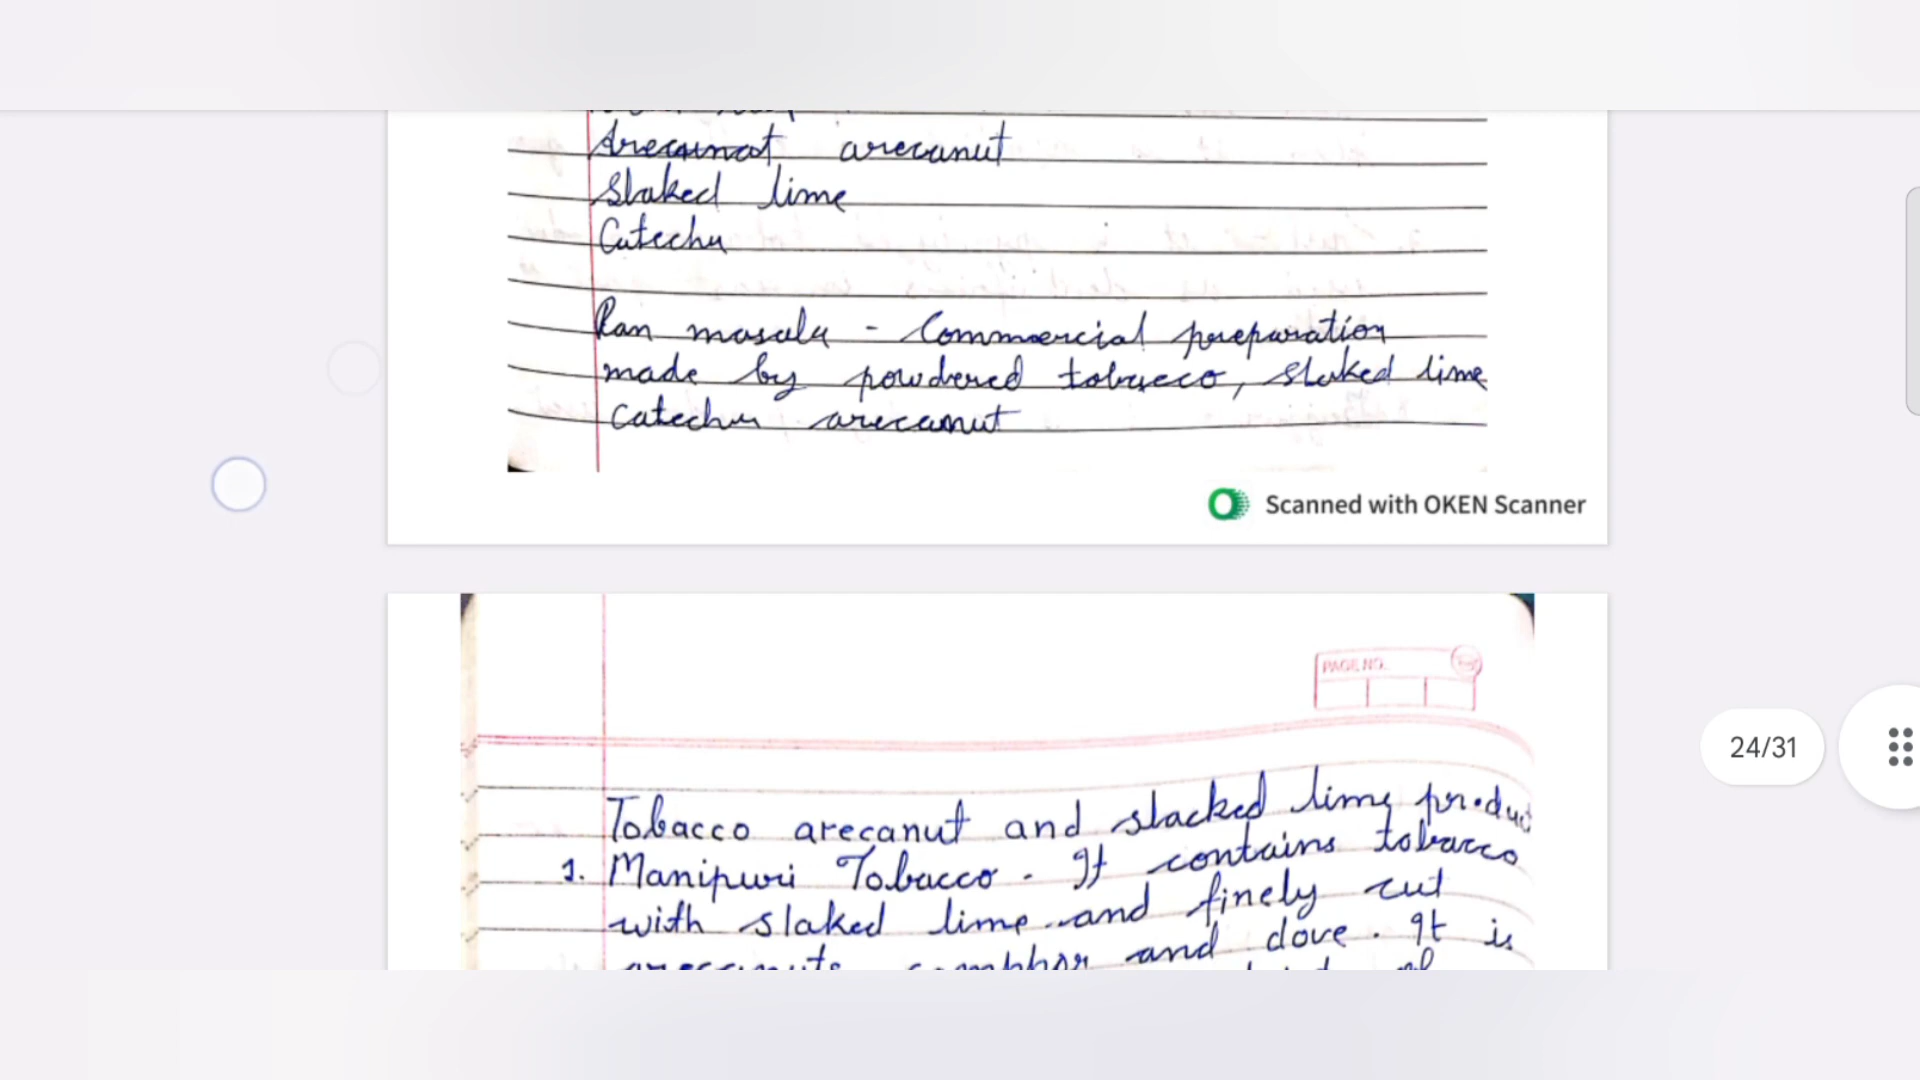 arecanut
Slaked lime
Catechu
Pan masala - Commercial preparation
made by powdered tobacco, slaked lime
catechu arecanut
Scanned with OKEN Scanner
PAGE NO.
Tobacco arecanut and slacked lime produc
1. Manipuri Tobacco. It contains tobacco
with slaked lime and finely cut
and clove. It is
24/31